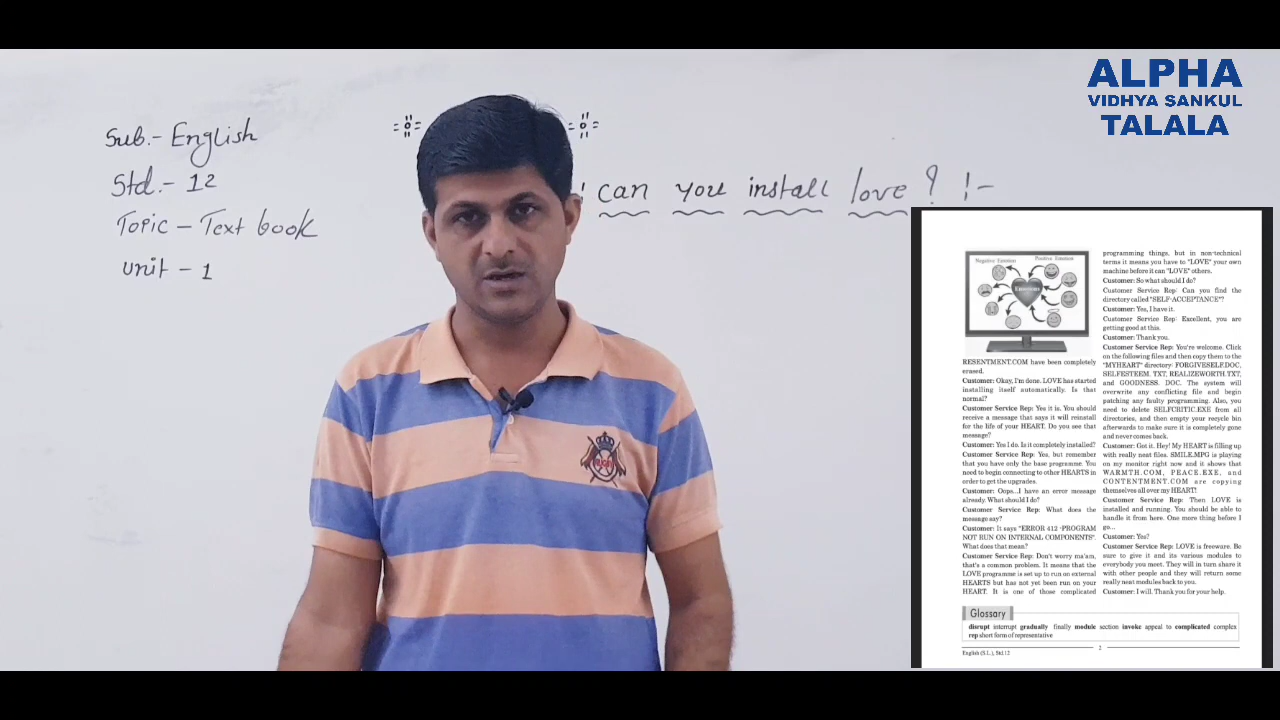 ALPHA
VIDHYA SANKUL
TALALA
Sub.- English
Std.- 12
Topic - Text book
Unit - 1
can you install love ? !-
Negative Emotion
Positive Emotion
Emotions
RESENTMENT.COM have been completely
erased.
Customer: Okay, I'm done. LOVE has started
installing itself automatically. Is that
normal?
Customer Service Rep: Yes it is. You should
receive a message that says it will reinstall
for the life of your HEART. Do you see that
message?
Customer: Yes I do. Is it completely installed?
Customer Service Rep: Yes, but remember
that you have only the base programme. You
need to begin connecting to other HEARTS in
order to get the upgrades.
Customer: Oops...I have an error message
already. What should I do?
Customer Service Rep: What does the
message say?
Customer: It says "ERROR 412 -PROGRAM
NOT RUN ON INTERNAL COMPONENTS".
What does that mean?
Customer Service Rep: Don't worry ma'am,
that's a common problem. It means that the
LOVE programme is set up to run on external
HEARTS but has not yet been run on your
HEART. It is one of those complicated
programming things, but in non-technical
terms it means you have to "LOVE" your own
machine before it can "LOVE" others.
Customer: So what should I do?
Customer Service Rep: Can you find the
directory called "SELF-ACCEPTANCE"?
Customer: Yes, I have it.
Customer Service Rep: Excellent, you are
getting good at this.
Customer: Thank you.
Customer Service Rep: You're welcome. Click
on the following files and then copy them to the
"MYHEART" directory: FORGIVESELF.DOC,
SELFESTEEM. TXT, REALIZEWORTH.TXT,
and GOODNESS. DOC. The system will
overwrite any conflicting file and begin
patching any faulty programming. Also, you
need to delete SELFCRITIC.EXE from all
directories, and then empty your recycle bin
afterwards to make sure it is completely gone
and never comes back.
Customer: Got it. Hey! My HEART is filling up
with really neat files. SMILE.MPG is playing
on my monitor right now and it shows that
WARMTH.COM, PEACE.EXE, and
CONTENTMENT.COM are copying
themselves all over my HEART!
Customer Service Rep: Then LOVE is
installed and running. You should be able to
handle it from here. One more thing before I
go...
Customer: Yes?
Customer Service Rep: LOVE is freeware. Be
sure to give it and its various modules to
everybody you meet. They will in turn share it
with other people and they will return some
really neat modules back to you.
Customer: I will. Thank you for your help.
Glossary
disrupt interrupt gradually finally module section invoke appeal to complicated complex
rep short form of representative
2
English (S.L.), Std.12